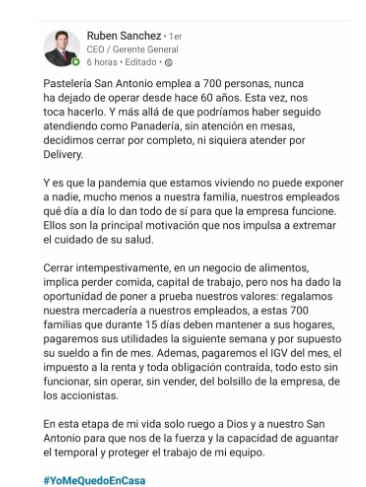 Ruben Sanchez • 1er
CEO / Gerente General
6 horas • Editado •
Pastelería San Antonio emplea a 700 personas, nunca
ha dejado de operar desde hace 60 años. Esta vez, nos
toca hacerlo. Y más allá de que podríamos haber seguido
atendiendo como Panadería, sin atención en mesas,
decidimos cerrar por completo, ni siquiera atender por
Delivery.
Y es que la pandemia que estamos viviendo no puede exponer
a nadie, mucho menos a nuestra familia, nuestros empleados
qué día a día lo dan todo de sí para que la empresa funcione.
Ellos son la principal motivación que nos impulsa a extremar
el cuidado de su salud.
Cerrar intempestivamente, en un negocio de alimentos,
implica perder comida, capital de trabajo, pero nos ha dado la
oportunidad de poner a prueba nuestros valores: regalamos
nuestra mercadería a nuestros empleados, a estas 700
familias que durante 15 días deben mantener a sus hogares,
pagaremos sus utilidades la siguiente semana y por supuesto
su sueldo a fin de mes. Ademas, pagaremos el IGV del mes, el
impuesto a la renta y toda obligación contraída, todo esto sin
funcionar, sin operar, sin vender, del bolsillo de la empresa, de
los accionistas.
En esta etapa de mi vida solo ruego a Dios y a nuestro San
Antonio para que nos de la fuerza y la capacidad de aguantar
el temporal y proteger el trabajo de mi equipo.
#YoMeQuedoEnCasa